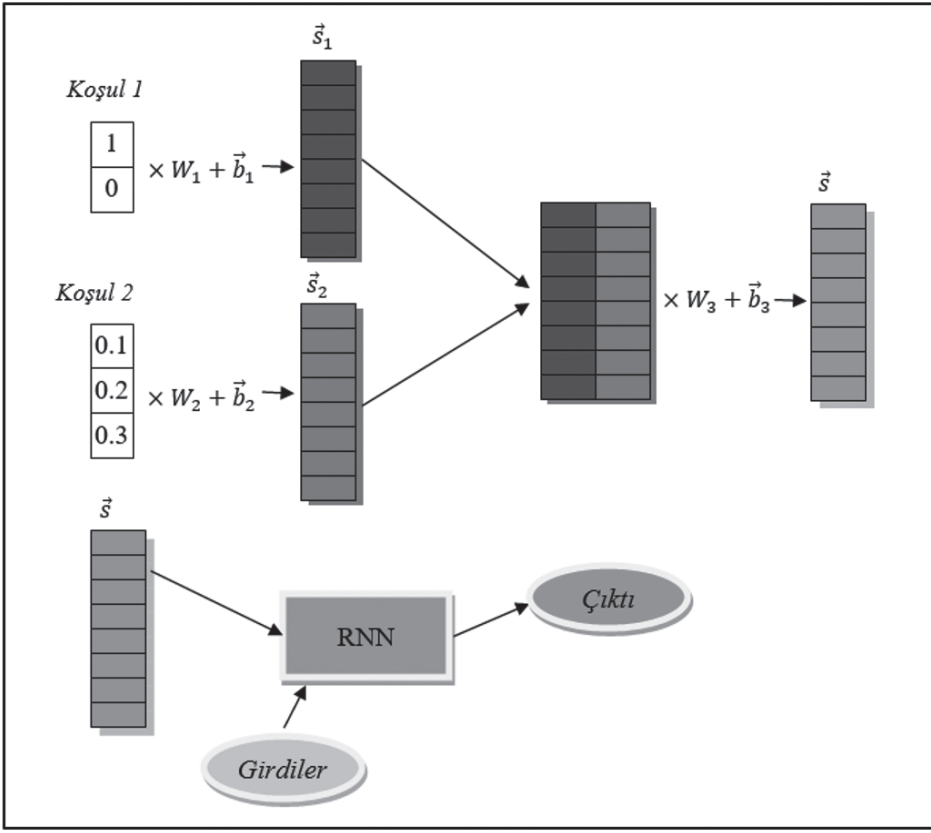 s⃗₁
Koşul 1
1
0
× W₁ + b⃗₁
s⃗
s⃗₂
Koşul 2
0.1
0.2
0.3
× W₂ + b⃗₂
× W₃ + b⃗₃
s⃗
RNN
Çıktı
Girdiler